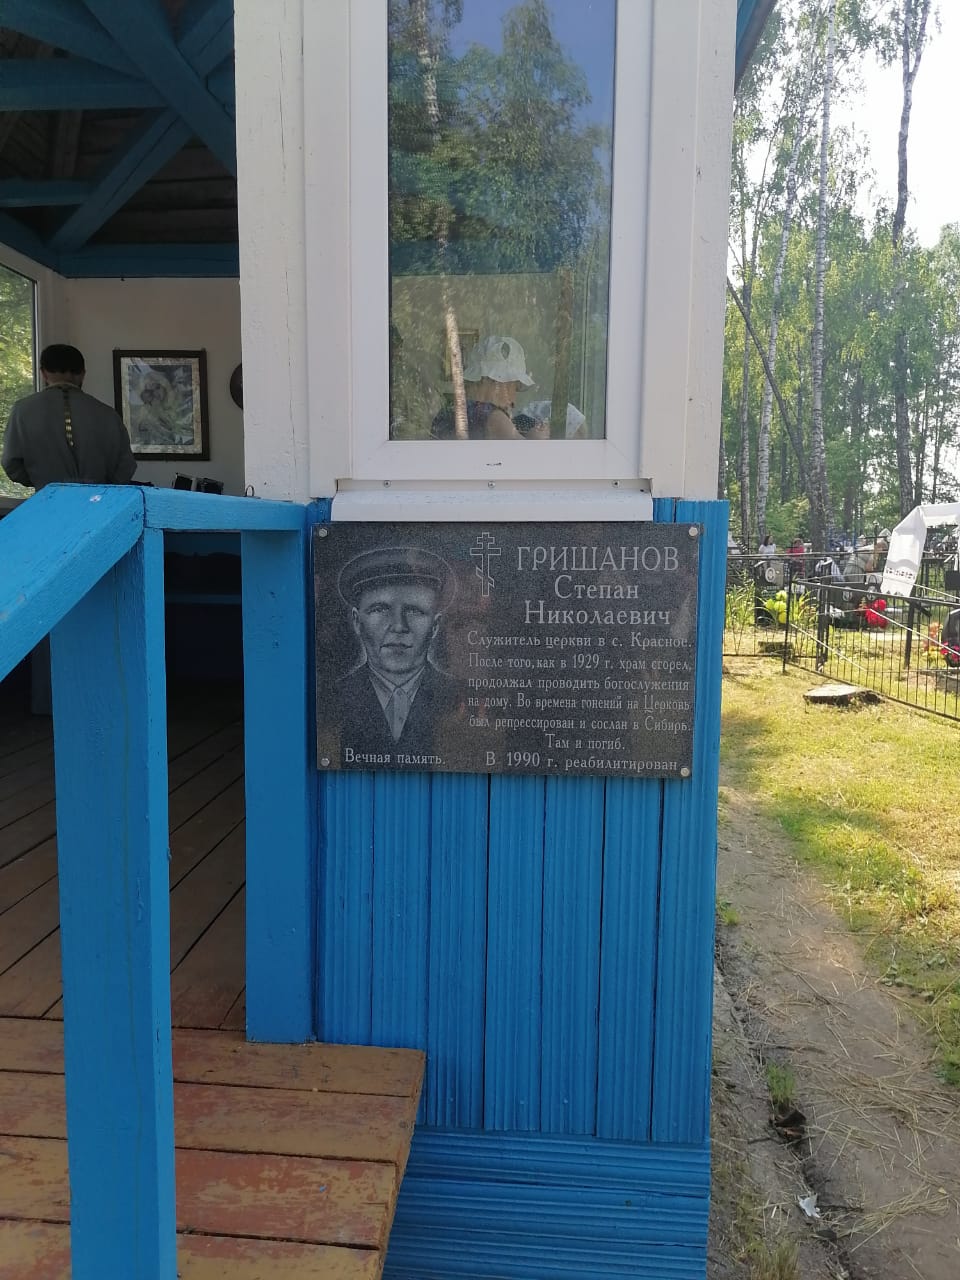 ГРИШАНОВ
Степан
Николаевич
Служитель церкви в с. Красное.
После того, как в 1929 г. храм сгорел,
продолжал проводить богослужения
на дому. Во времена гонений на Церковь
был репрессирован и сослан в Сибирь.
Там и погиб.
Вечная память. В 1990 г. реабилитирован.